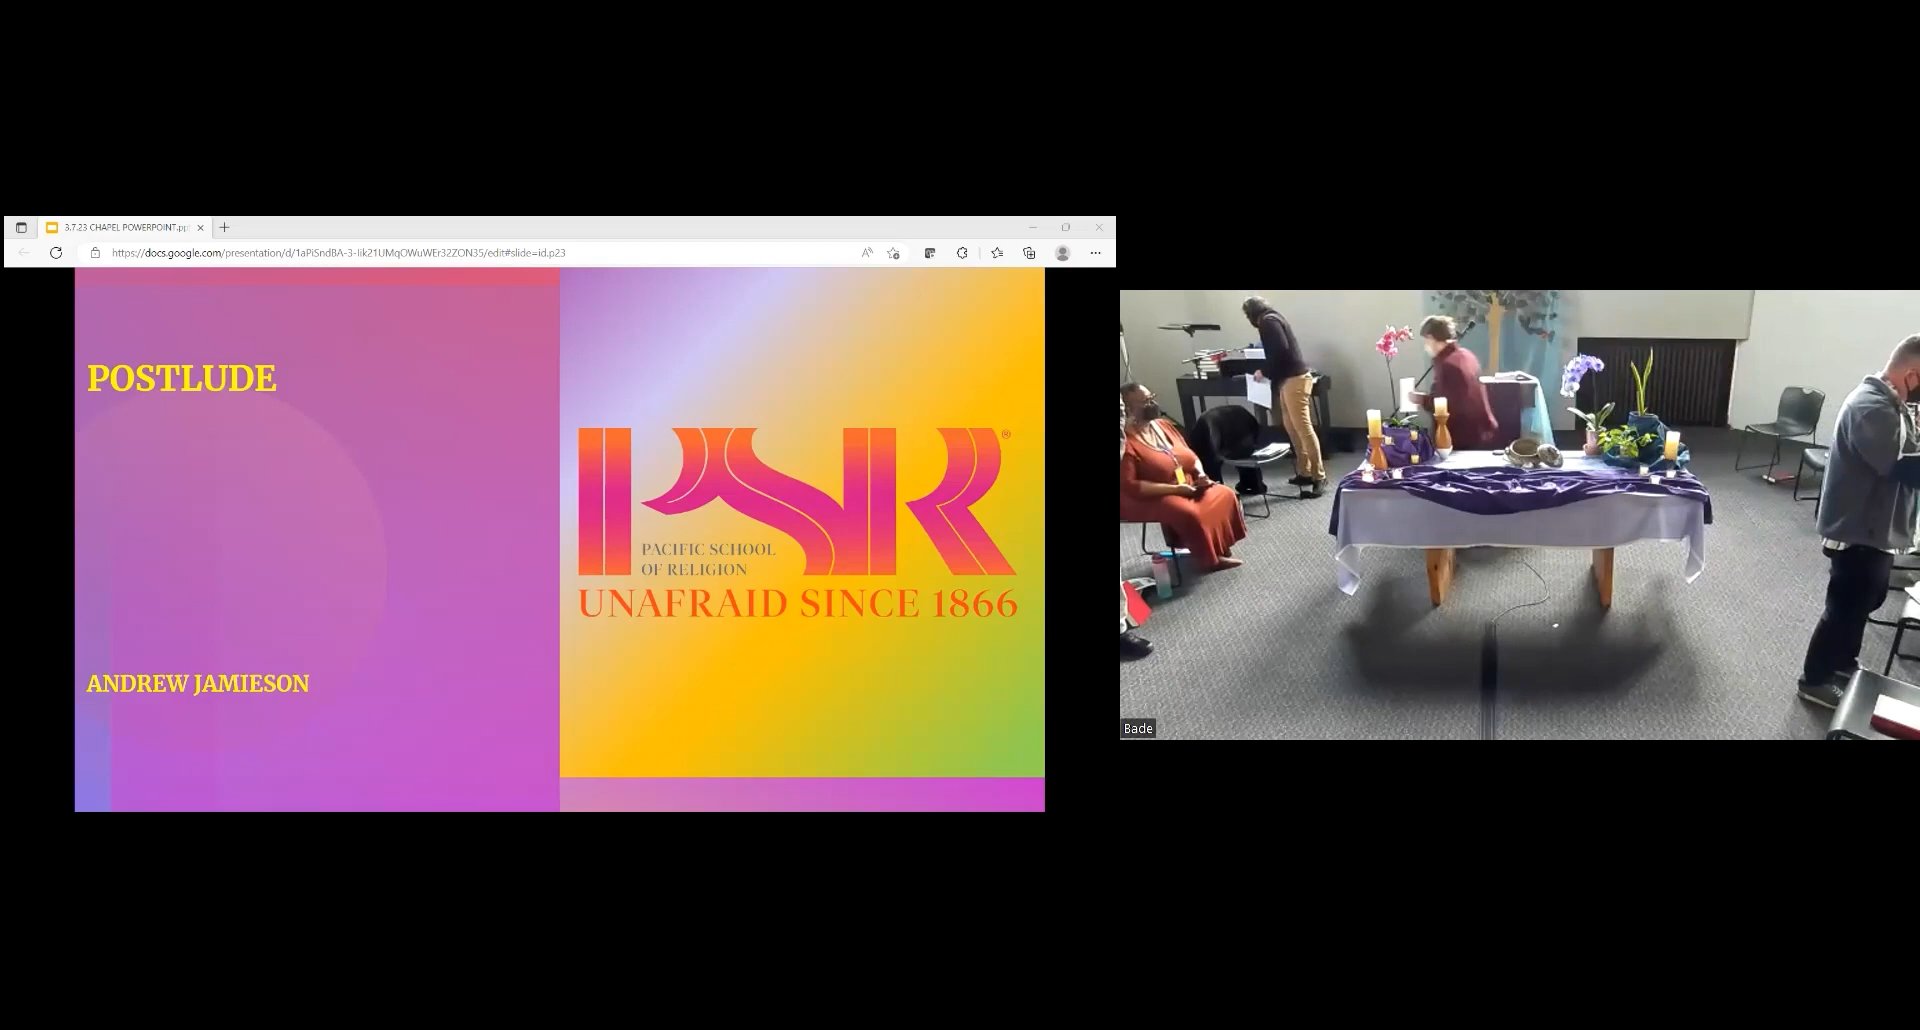 3.7.23 CHAPEL POWERPOINT.pp
https://docs.google.com/presentation/d/1aPiSndBA-3-lik21UMqOWuWEr32ZON35/edit#slide=id.p23
POSTLUDE
ANDREW JAMIESON
PSR®
PACIFIC SCHOOL
OF RELIGION
UNAFRAID SINCE 1866
Bade